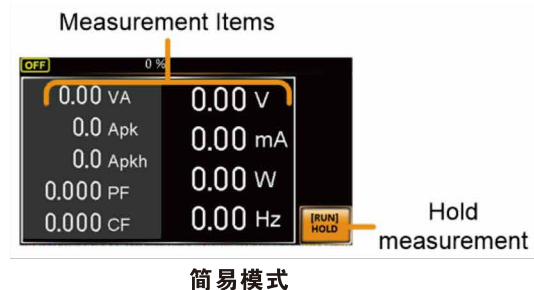 Measurement Items
OFF
0 %
0.00 VA
0.0 Apk
0.0 Apkh
0.000 PF
0.000 CF
0.00 V
0.00 mA
0.00 W
0.00 Hz
[RUN]
HOLD
Hold
measurement
简易模式